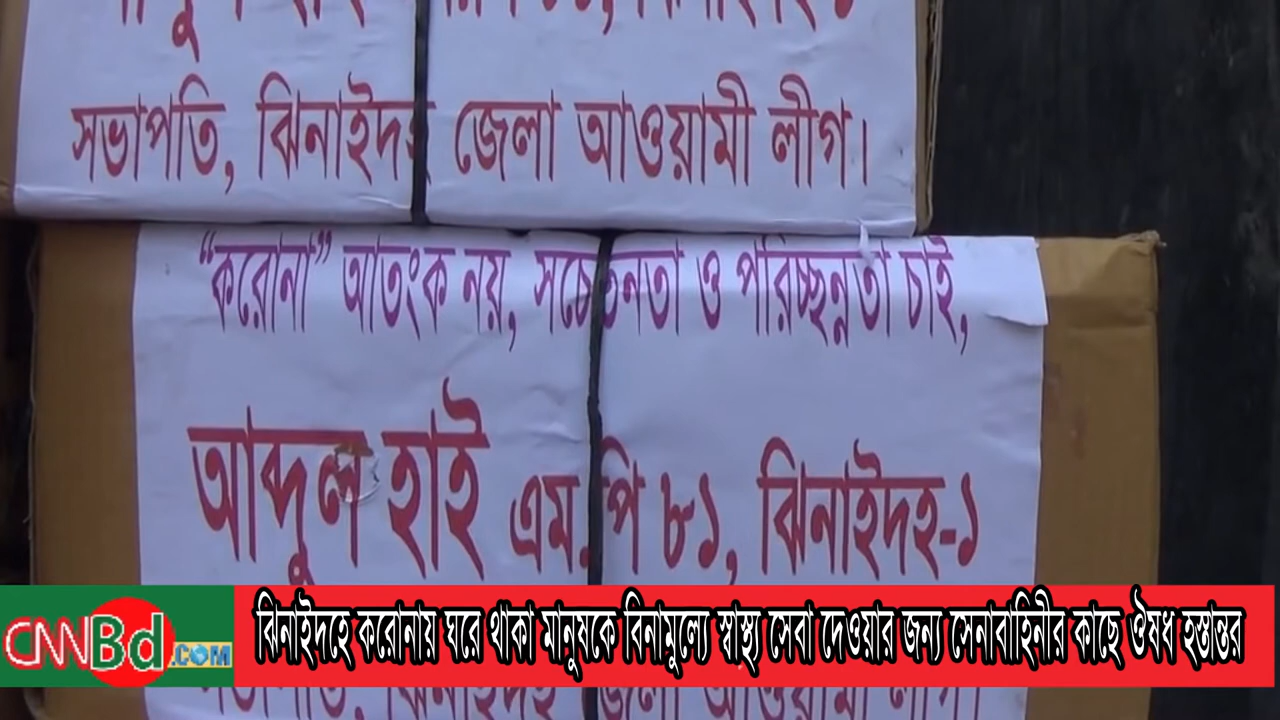 সভাপতি, ঝিনাইদহ জেলা আওয়ামী লীগ।
“করোনা” আতংক নয়, সচেতনতা ও পরিচ্ছন্নতা চাই,
আব্দুল হাই এম.পি ৮১, ঝিনাইদহ-১
CNNBd.COM
ঝিনাইদহে করোনায় ঘরে থাকা মানুষকে বিনামূল্যে স্বাস্থ্য সেবা দেওয়ার জন্য সেনাবাহিনীর কাছে ঔষধ হস্তান্তর